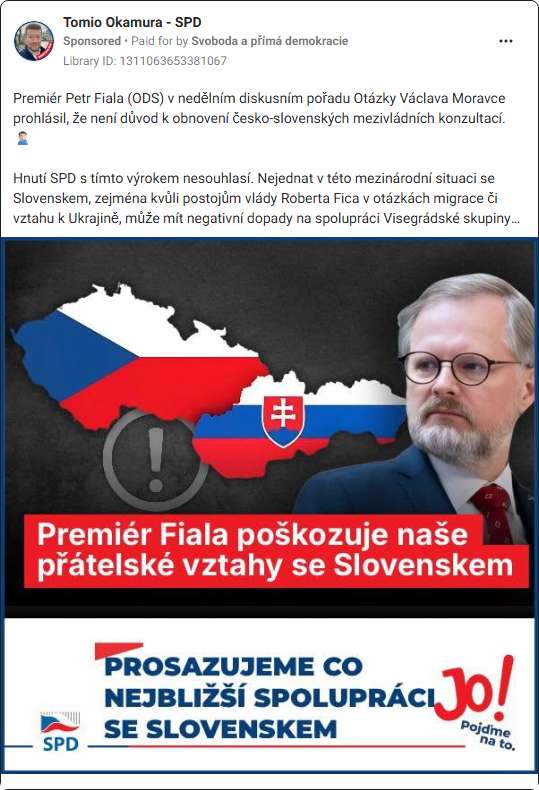 Tomio Okamura - SPD
Sponsored • Paid for by Svoboda a přímá demokracie
Library ID: 1311063653381067
Premiér Petr Fiala (ODS) v nedělním diskusním pořadu Otázky Václava Moravce
prohlásil, že není důvod k obnovení česko-slovenských mezivládních konzultací.
Hnutí SPD s tímto výrokem nesouhlasí. Nejednat v této mezinárodní situaci se
Slovenskem, zejména kvůli postojům vlády Roberta Fica v otázkách migrace či
vztahu k Ukrajině, může mít negativní dopady na spolupráci Visegrádské skupiny...
Premiér Fiala poškozuje naše
přátelské vztahy se Slovenskem
PROSAZUJEME CO
NEJBLIŽŠÍ SPOLUPRÁCI
SE SLOVENSKEM
Jo!
Pojďme
na to.
SPD